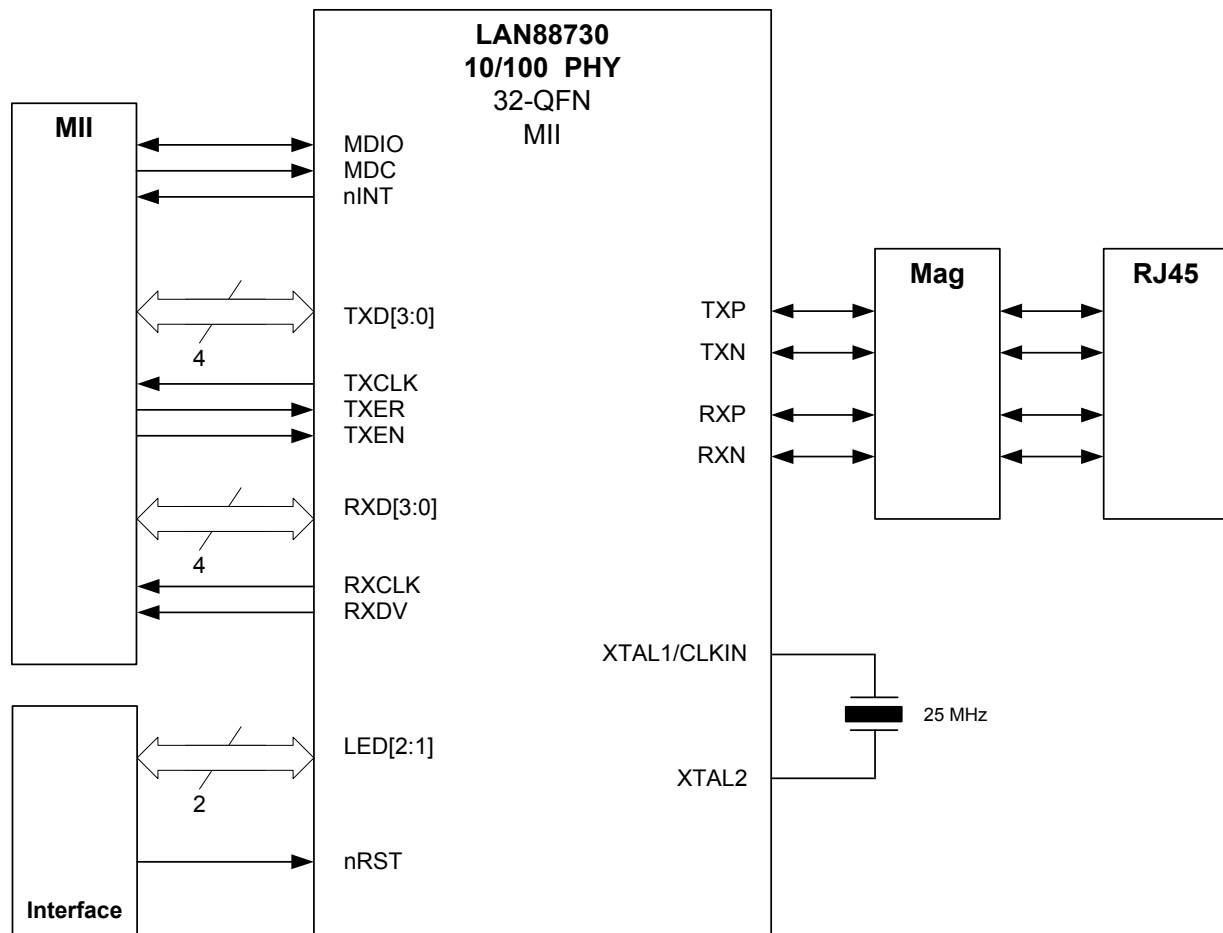 LAN88730
10/100 PHY
32-QFN
MII
MII
MDIO
MDC
nINT
TXD[3:0]
4
TXCLK
TXER
TXEN
RXD[3:0]
4
RXCLK
RXDV
Interface
LED[2:1]
2
nRST
TXP
TXN
RXP
RXN
Mag
RJ45
XTAL1/CLKIN
25 MHz
XTAL2